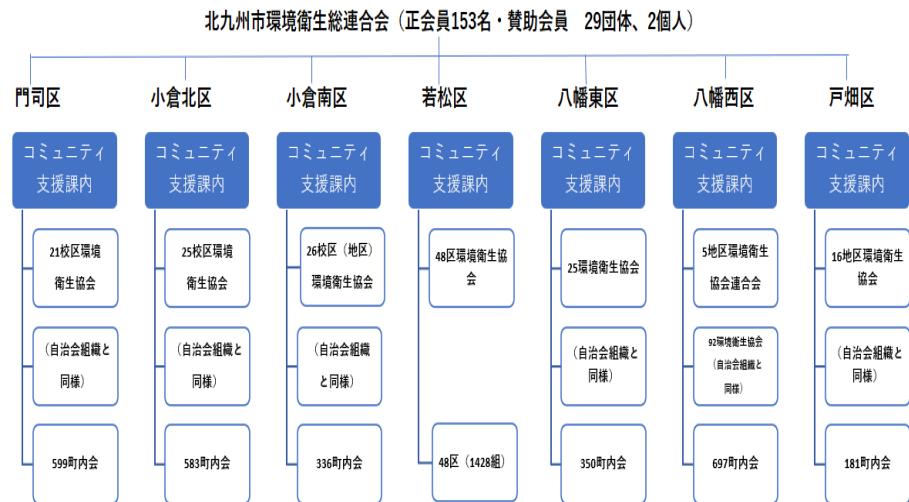 北九州市環境衛生総連合会（正会員153名・賛助会員　29団体、2個人）
門司区
小倉北区
小倉南区
若松区
八幡東区
八幡西区
戸畑区
コミュニティ
支援課内
コミュニティ
支援課内
コミュニティ
支援課内
コミュニティ
支援課内
コミュニティ
支援課内
コミュニティ
支援課内
コミュニティ
支援課内
21校区環境
衛生協会
25校区環境
衛生協会
26校区（地区）
環境衛生協会
48区環境衛生協
会
25環境衛生協会
5地区環境衛生
協会連合会
16地区環境衛生
協会
（自治会組織と
同様）
（自治会組織と
同様）
（自治会組織
と同様）
（自治会組織と
同様）
92環境衛生協会
（自治会組織と
同様）
（自治会組織と
同様）
599町内会
583町内会
336町内会
48区（1428組）
350町内会
697町内会
181町内会